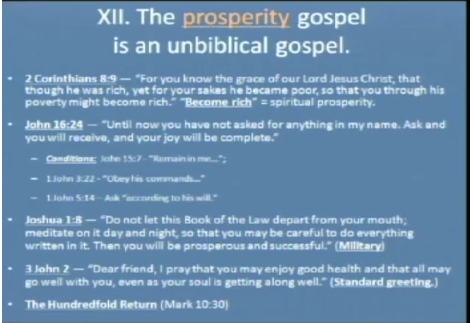 XII. The prosperity gospel
is an unbiblical gospel.
• 2 Corinthians 8:9 — "For you know the grace of our Lord Jesus Christ, that
though he was rich, yet for your sakes he became poor, so that you through his
poverty might become rich." "Become rich" = spiritual prosperity.
• John 16:24 — "Until now you have not asked for anything in my name. Ask and
you will receive, and your joy will be complete."
– Conditions: John 15:7 - "Remain in me...";
– 1 John 3:22 - "Obey his commands..."
– 1 John 5:14 - Ask "according to his will."
• Joshua 1:8 — "Do not let this Book of the Law depart from your mouth;
meditate on it day and night, so that you may be careful to do everything
written in it. Then you will be prosperous and successful." (Military)
• 3 John 2 — "Dear friend, I pray that you may enjoy good health and that all may
go well with you, even as your soul is getting along well." (Standard greeting.)
• The Hundredfold Return (Mark 10:30)